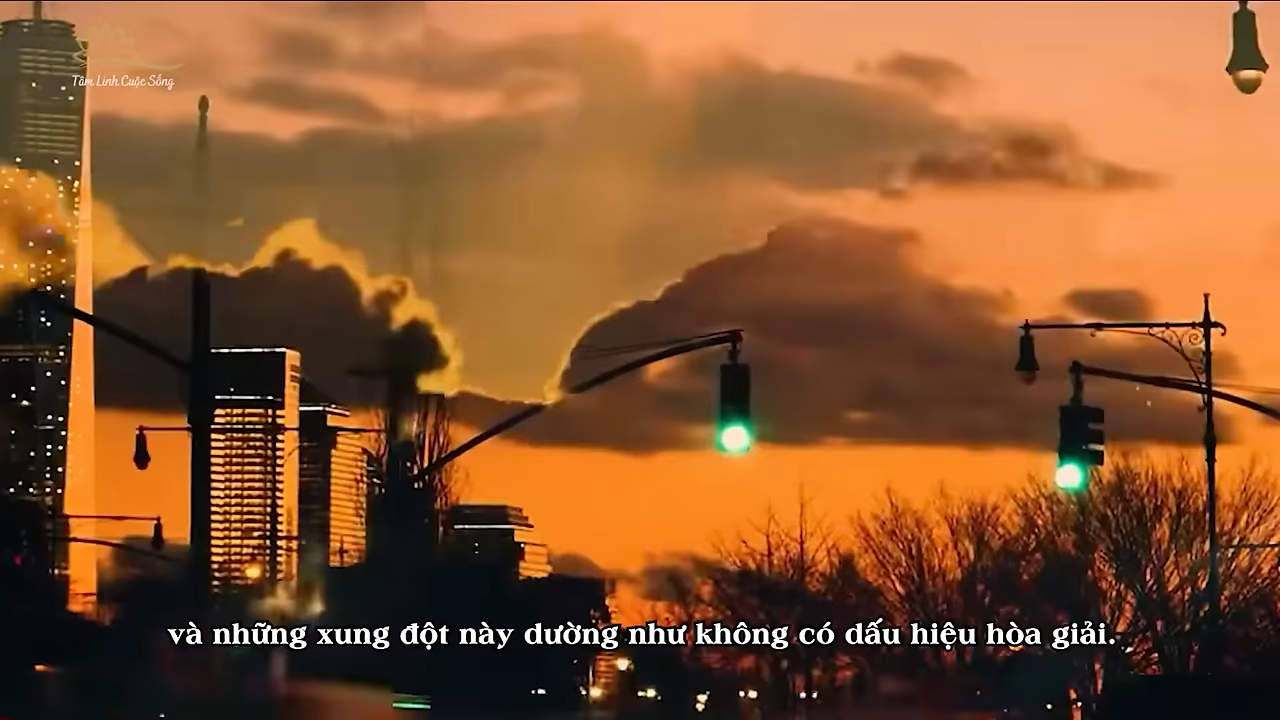 Tâm Linh Cuộc Sống
và những xung đột này dường như không có dấu hiệu hòa giải.